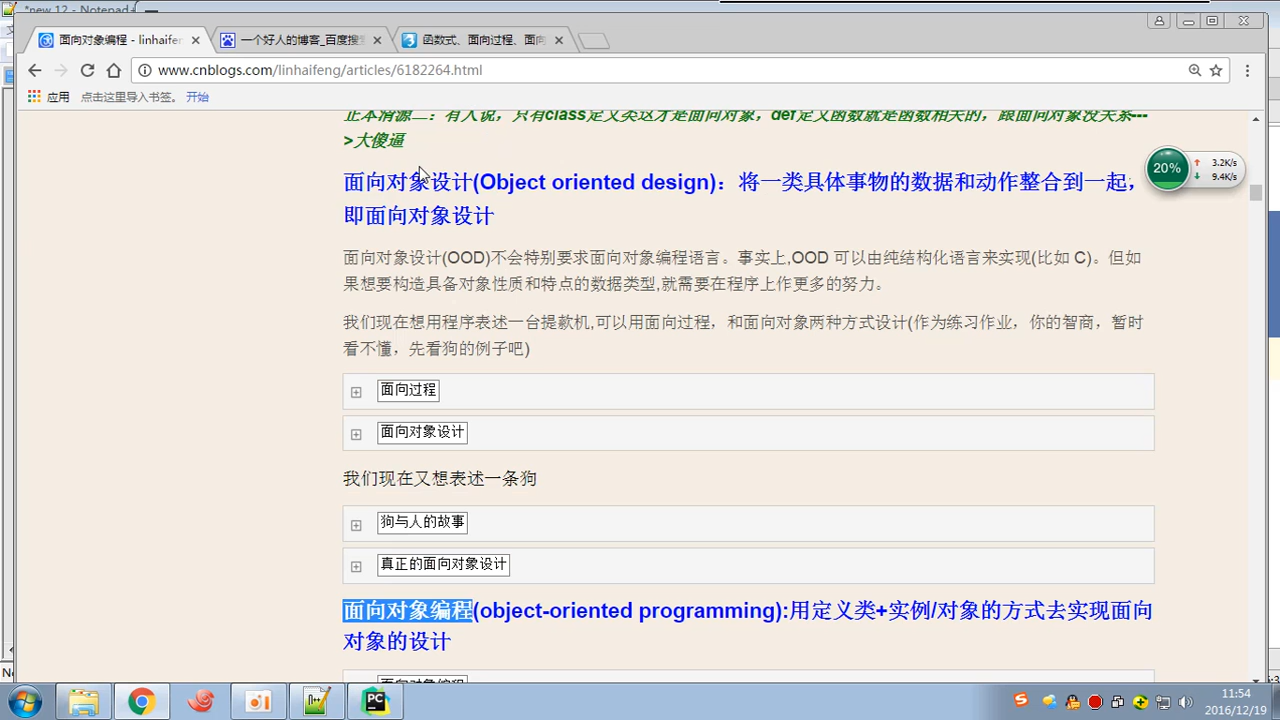 *new 12 - Notepad+
面向对象编程 - linhaifen
一个好人的博客_百度搜索
函数式、面向过程、面向
www.cnblogs.com/linhaifeng/articles/6182264.html
应用 点击这里导入书签。 开始
正本清源二：有人说，只有class定义类这才是面向对象，def定义函数就是函数相关的，跟面向对象没关系---
>大傻逼
面向对象设计(Object oriented design)：将一类具体事物的数据和动作整合到一起，
即面向对象设计
20%
3.2K/s
9.4K/s
面向对象设计(OOD)不会特别要求面向对象编程语言。事实上,OOD 可以由纯结构化语言来实现(比如 C)。但如
果想要构造具备对象性质和特点的数据类型,就需要在程序上作更多的努力。
我们现在想用程序表述一台提款机,可以用面向过程，和面向对象两种方式设计(作为练习作业，你的智商，暂时
看不懂，先看狗的例子吧)
面向过程
面向对象设计
我们现在又想表述一条狗
狗与人的故事
真正的面向对象设计
面向对象编程(object-oriented programming):用定义类+实例/对象的方式去实现面向
对象的设计
面向对象编程
11:54
2016/12/19